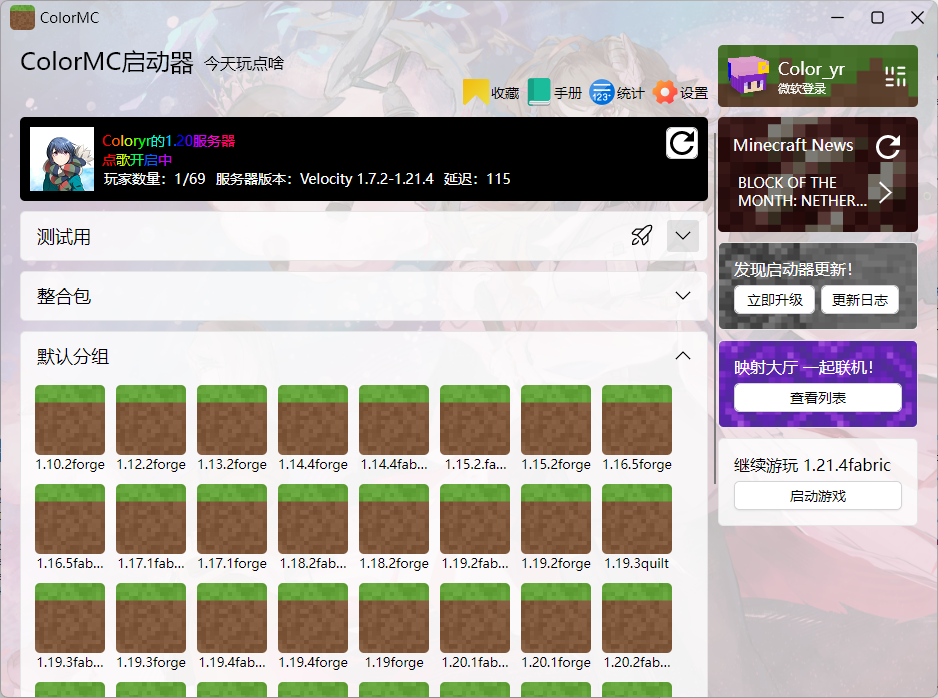 ColorMC
ColorMC启动器 今天玩点啥
收藏 手册 123 统计 设置
Coloryr的1.20服务器
点歌开启中
玩家数量：1/69 服务器版本：Velocity 1.7.2-1.21.4 延迟：115
测试用
整合包
默认分组
1.10.2forge 1.12.2forge 1.13.2forge 1.14.4forge 1.14.4fab... 1.15.2.fa... 1.15.2forge 1.16.5forge
1.16.5fab... 1.17.1fab... 1.17.1forge 1.18.2fab... 1.18.2forge 1.19.2fab... 1.19.2forge 1.19.3quilt
1.19.3fab... 1.19.3forge 1.19.4fab... 1.19.4forge 1.19forge 1.20.1fab... 1.20.1forge 1.20.2fab...
Color_yr
微软登录
Minecraft News
BLOCK OF THE
MONTH: NETHER...
发现启动器更新！
立即升级 更新日志
映射大厅 一起联机！
查看列表
继续游玩 1.21.4fabric
启动游戏